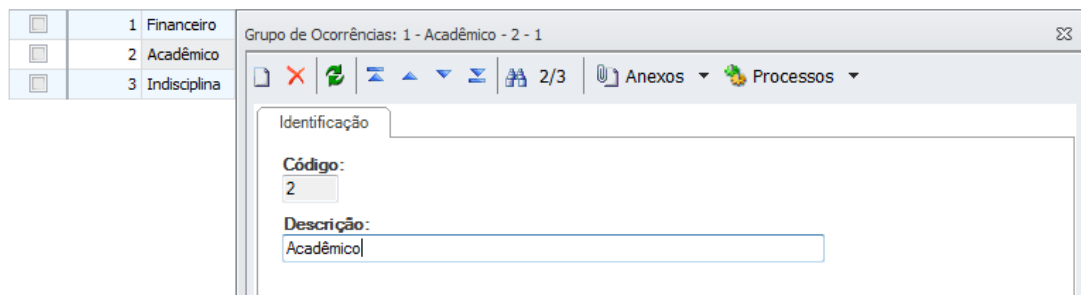 1 Financeiro
2 Acadêmico
3 Indisciplina
Grupo de Ocorrências: 1 - Acadêmico - 2 - 1
2/3 Anexos Processos
Identificação
Código:
2
Descrição:
Acadêmico